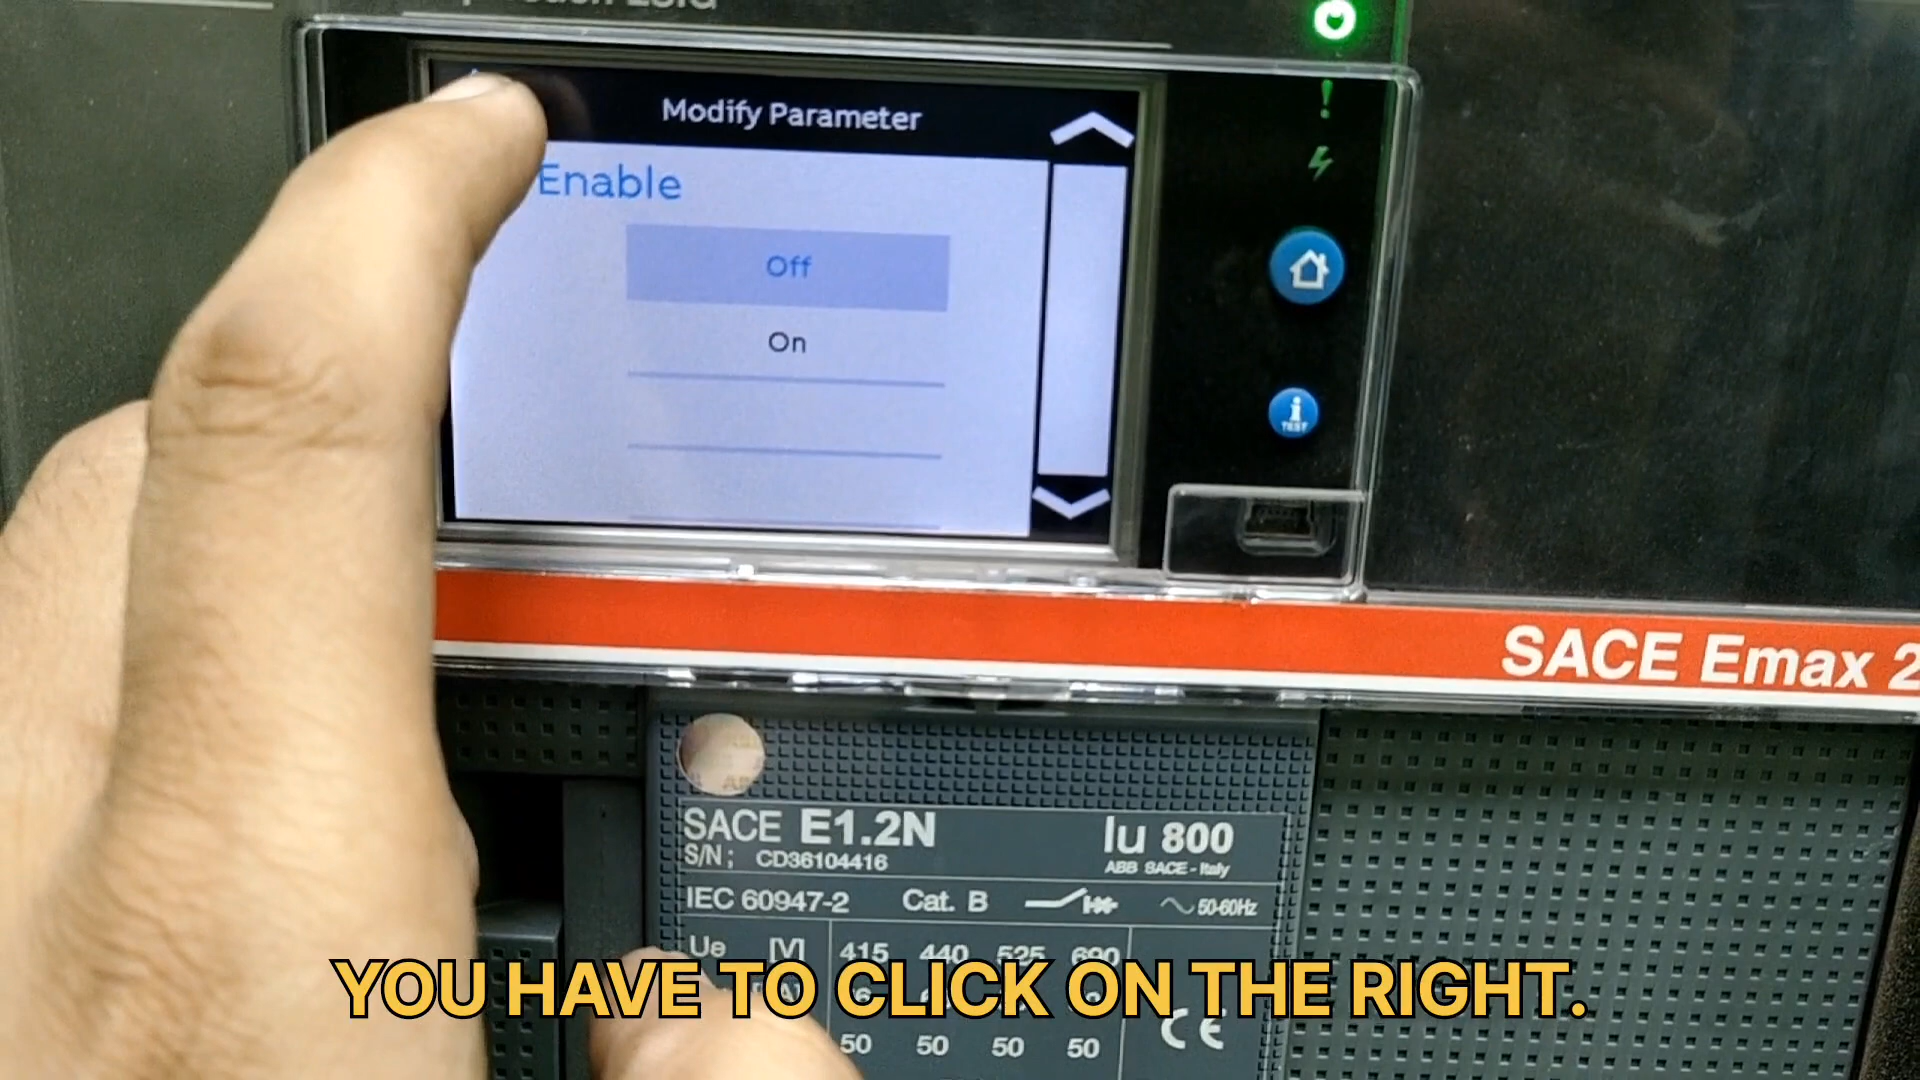 Modify Parameter
Enable
Off
On
TEST
SACE Emax 2
SACE E1.2N
Iu 800
S/N; CD36104416
ABB SACE - Italy
IEC 60947-2 Cat. B 50-60Hz
Ue [V] 415 440 525 690
YOU HAVE TO CLICK ON THE RIGHT.
CE
50 50 50 50